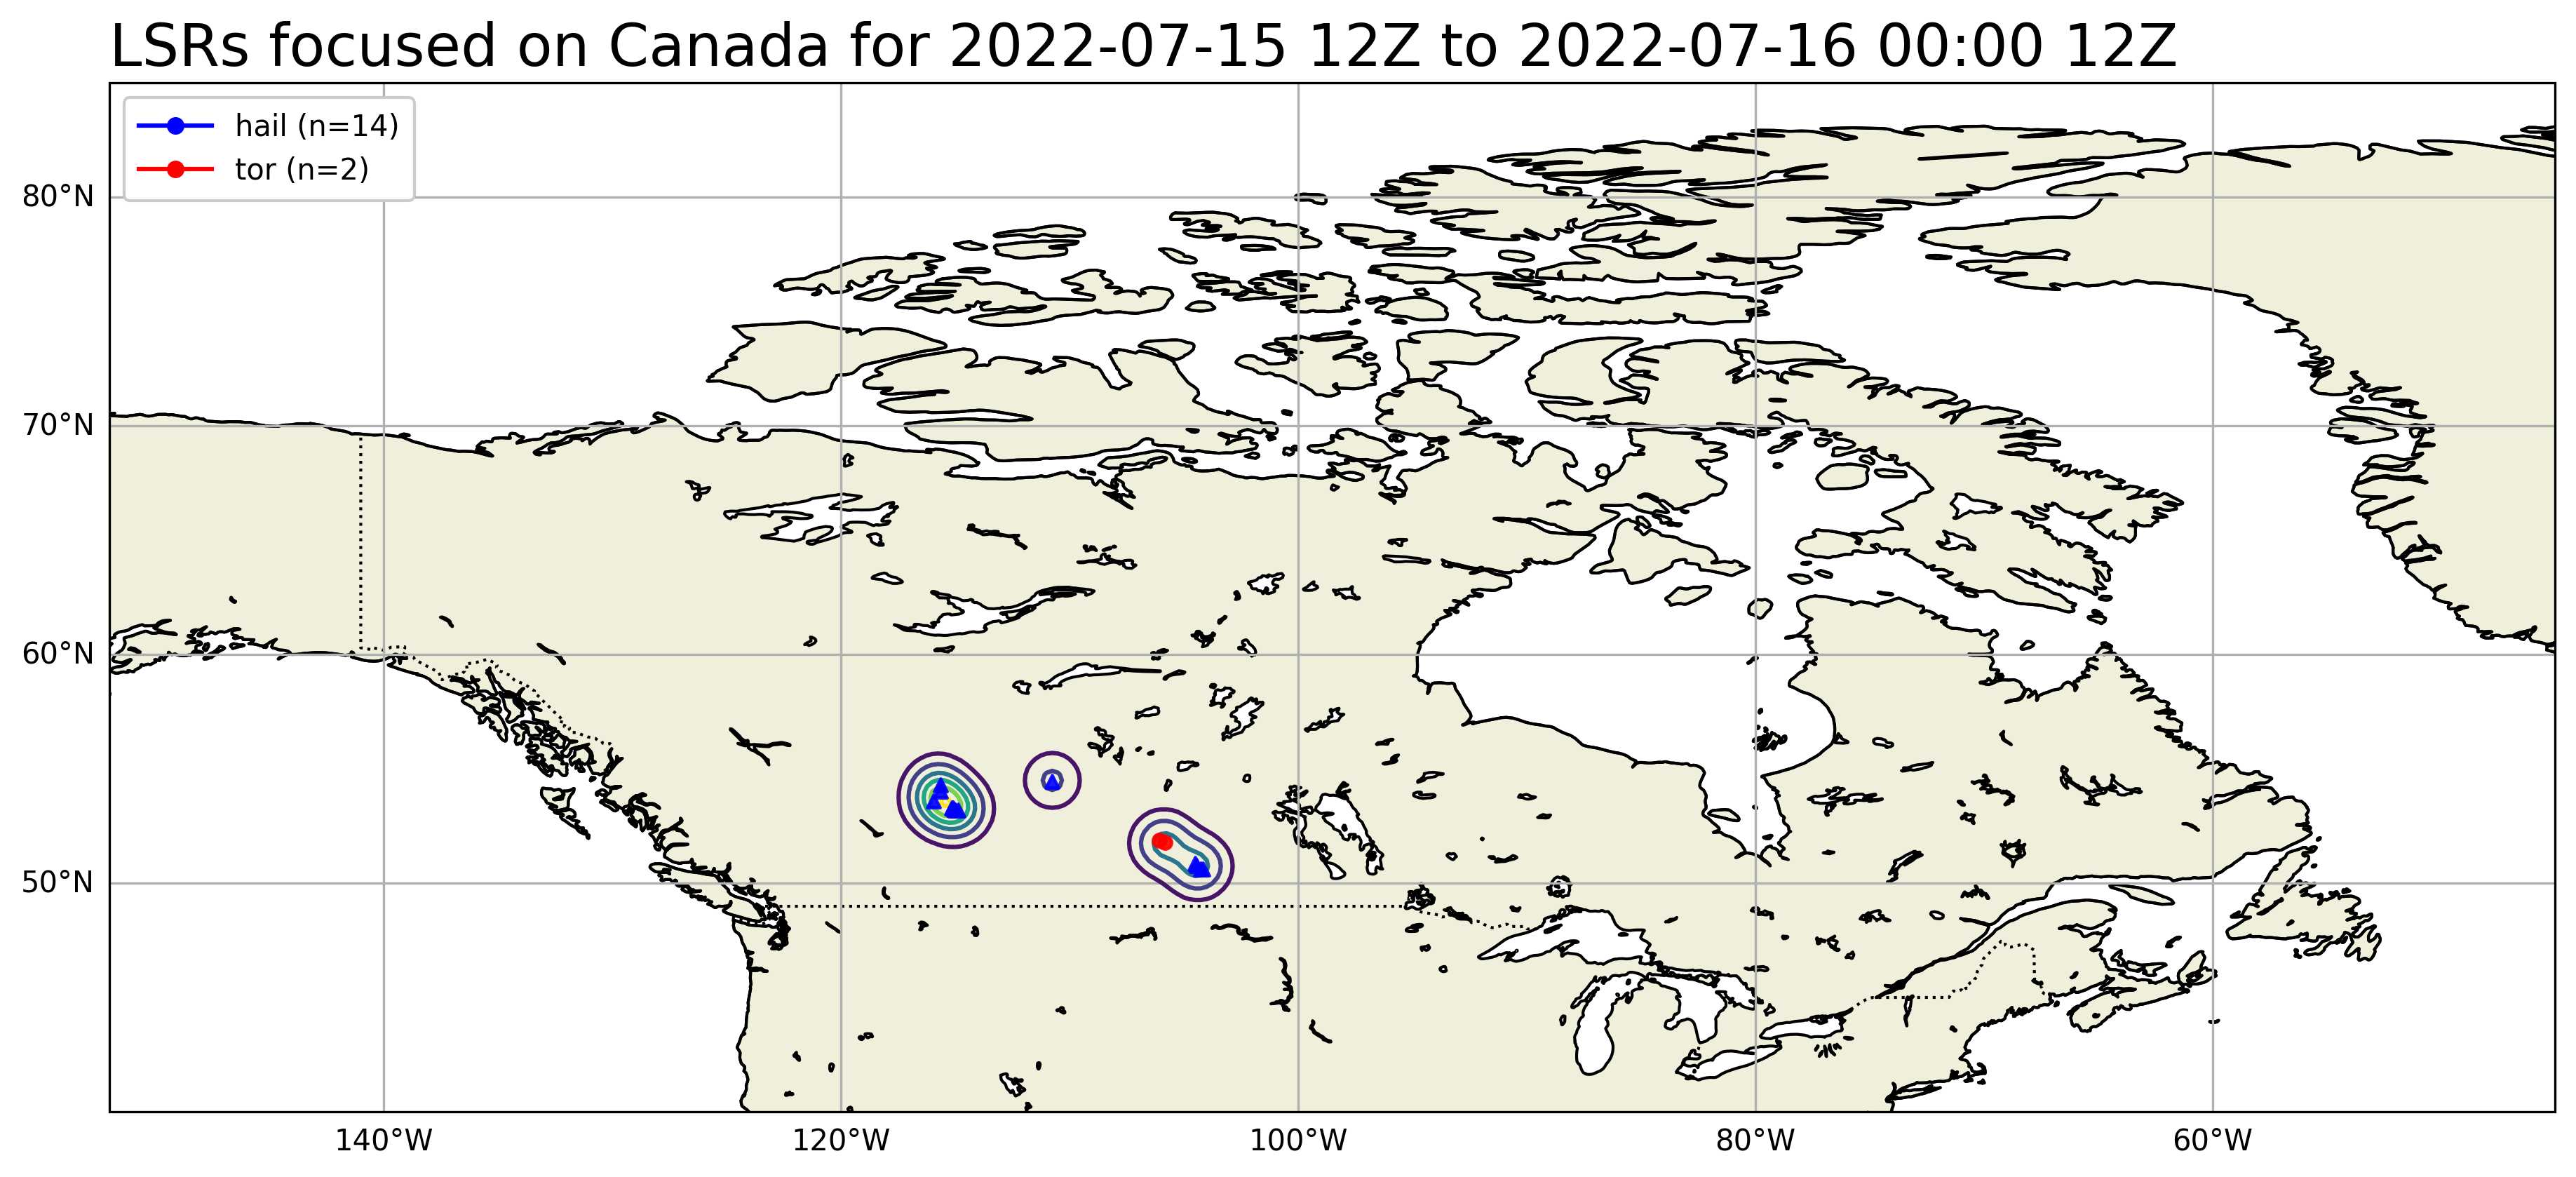 LSRs focused on Canada for 2022-07-15 12Z to 2022-07-16 00:00 12Z
hail (n=14)
tor (n=2)
80°N
70°N
60°N
50°N
140°W
120°W
100°W
80°W
60°W